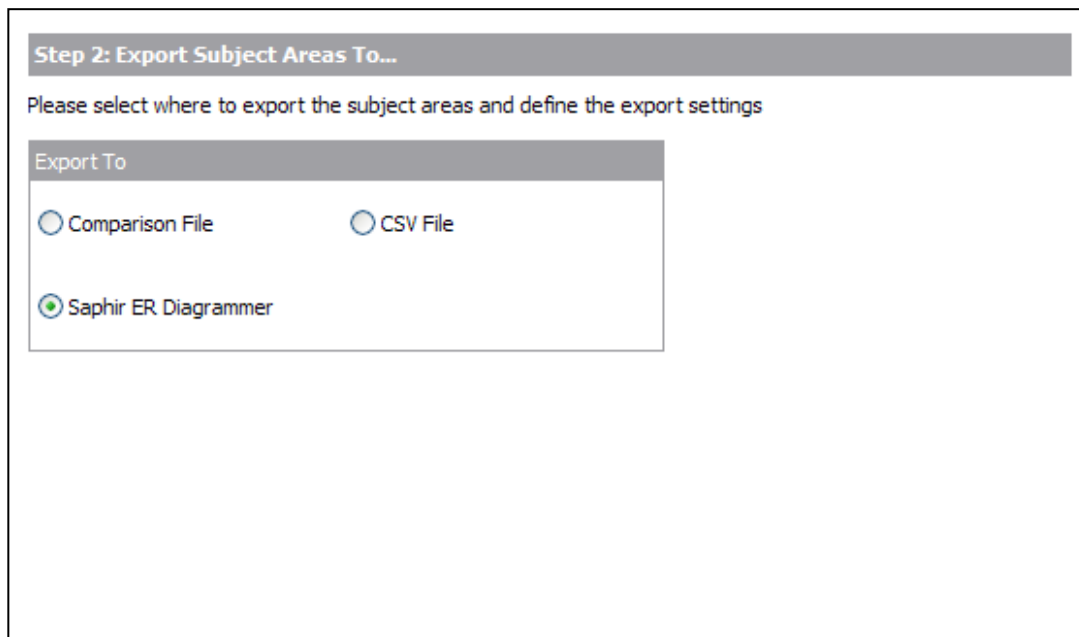 Step 2: Export Subject Areas To...
Please select where to export the subject areas and define the export settings
Export To
Comparison File CSV File
Saphir ER Diagrammer